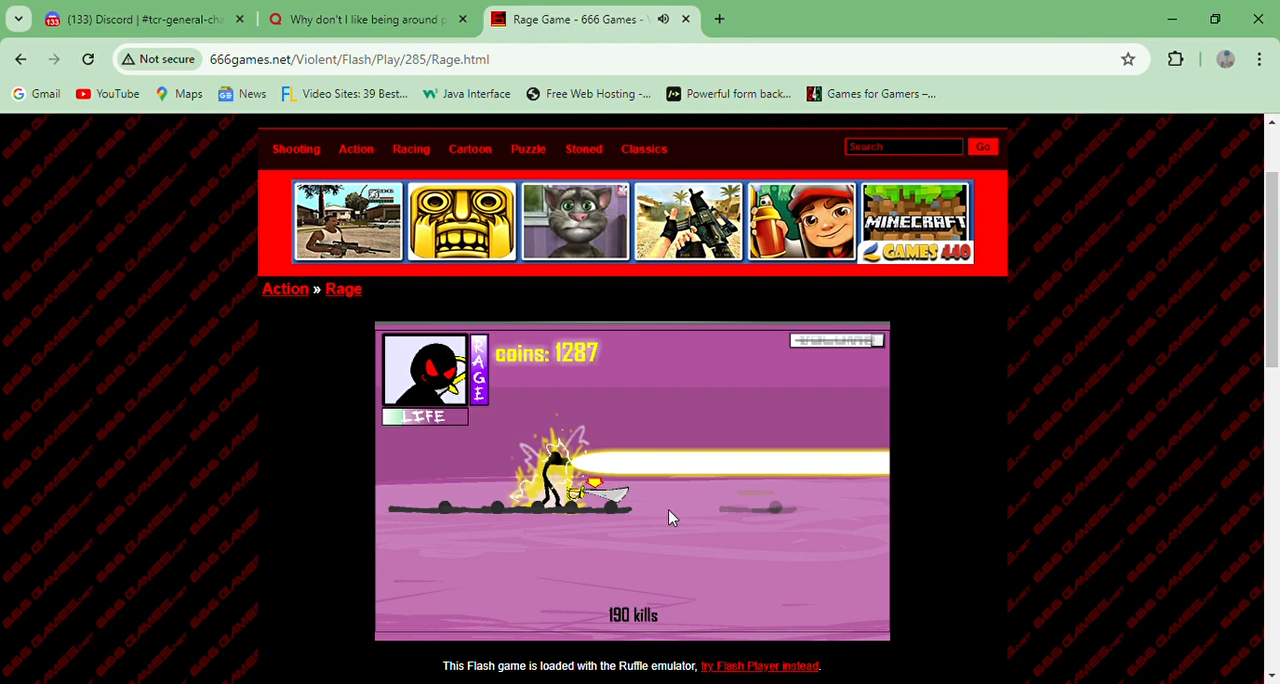 (133) Discord | #tcr-general-cha
Why don't I like being around p
Rage Game - 666 Games -
Not secure
666games.net/Violent/Flash/Play/285/Rage.html
Gmail
YouTube
Maps
News
Video Sites: 39 Best...
Java Interface
Free Web Hosting -...
Powerful form back...
Games for Gamers –...
Shooting
Action
Racing
Cartoon
Puzzle
Stoned
Classics
Search
Go
MINECRAFT
GAMES 440
Action » Rage
RAGE
coins: 1287
VOLUME
LIFE
190 kills
This Flash game is loaded with the Ruffle emulator, try Flash Player instead.